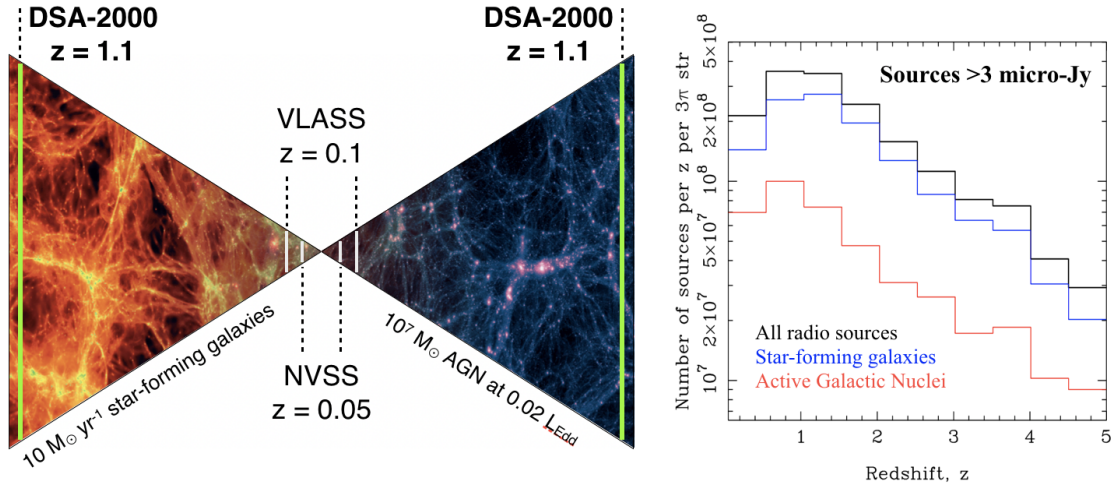 DSA-2000
z = 1.1
DSA-2000
z = 1.1
VLASS
z = 0.1
NVSS
z = 0.05
10 M☉ yr⁻¹ star-forming galaxies
10⁷ M☉ AGN at 0.02 L_Edd
Number of sources per z per 3π str
5×10⁸
2×10⁸
10⁸
5×10⁷
2×10⁷
10⁷
Sources >3 micro-Jy
All radio sources
Star-forming galaxies
Active Galactic Nuclei
1 2 3 4 5
Redshift, z